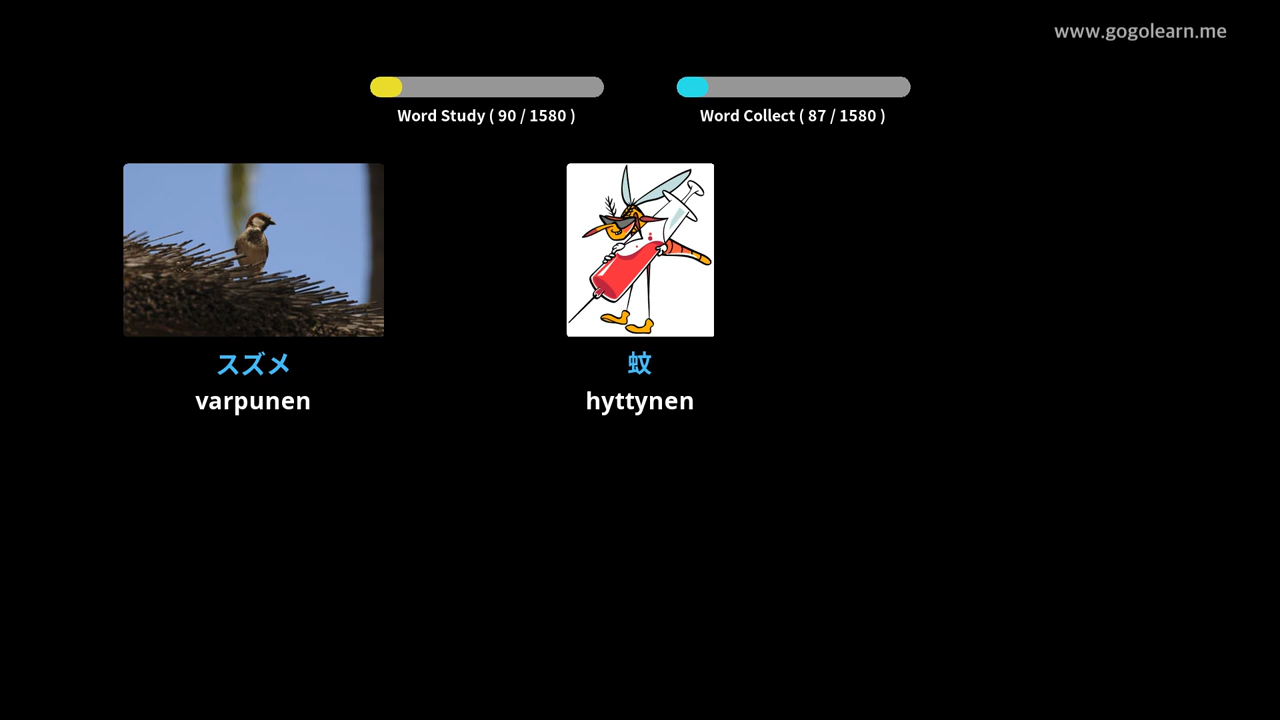 www.gogolearn.me
Word Study ( 90 / 1580 )
Word Collect ( 87 / 1580 )
スズメ
varpunen
蚊
hyttynen